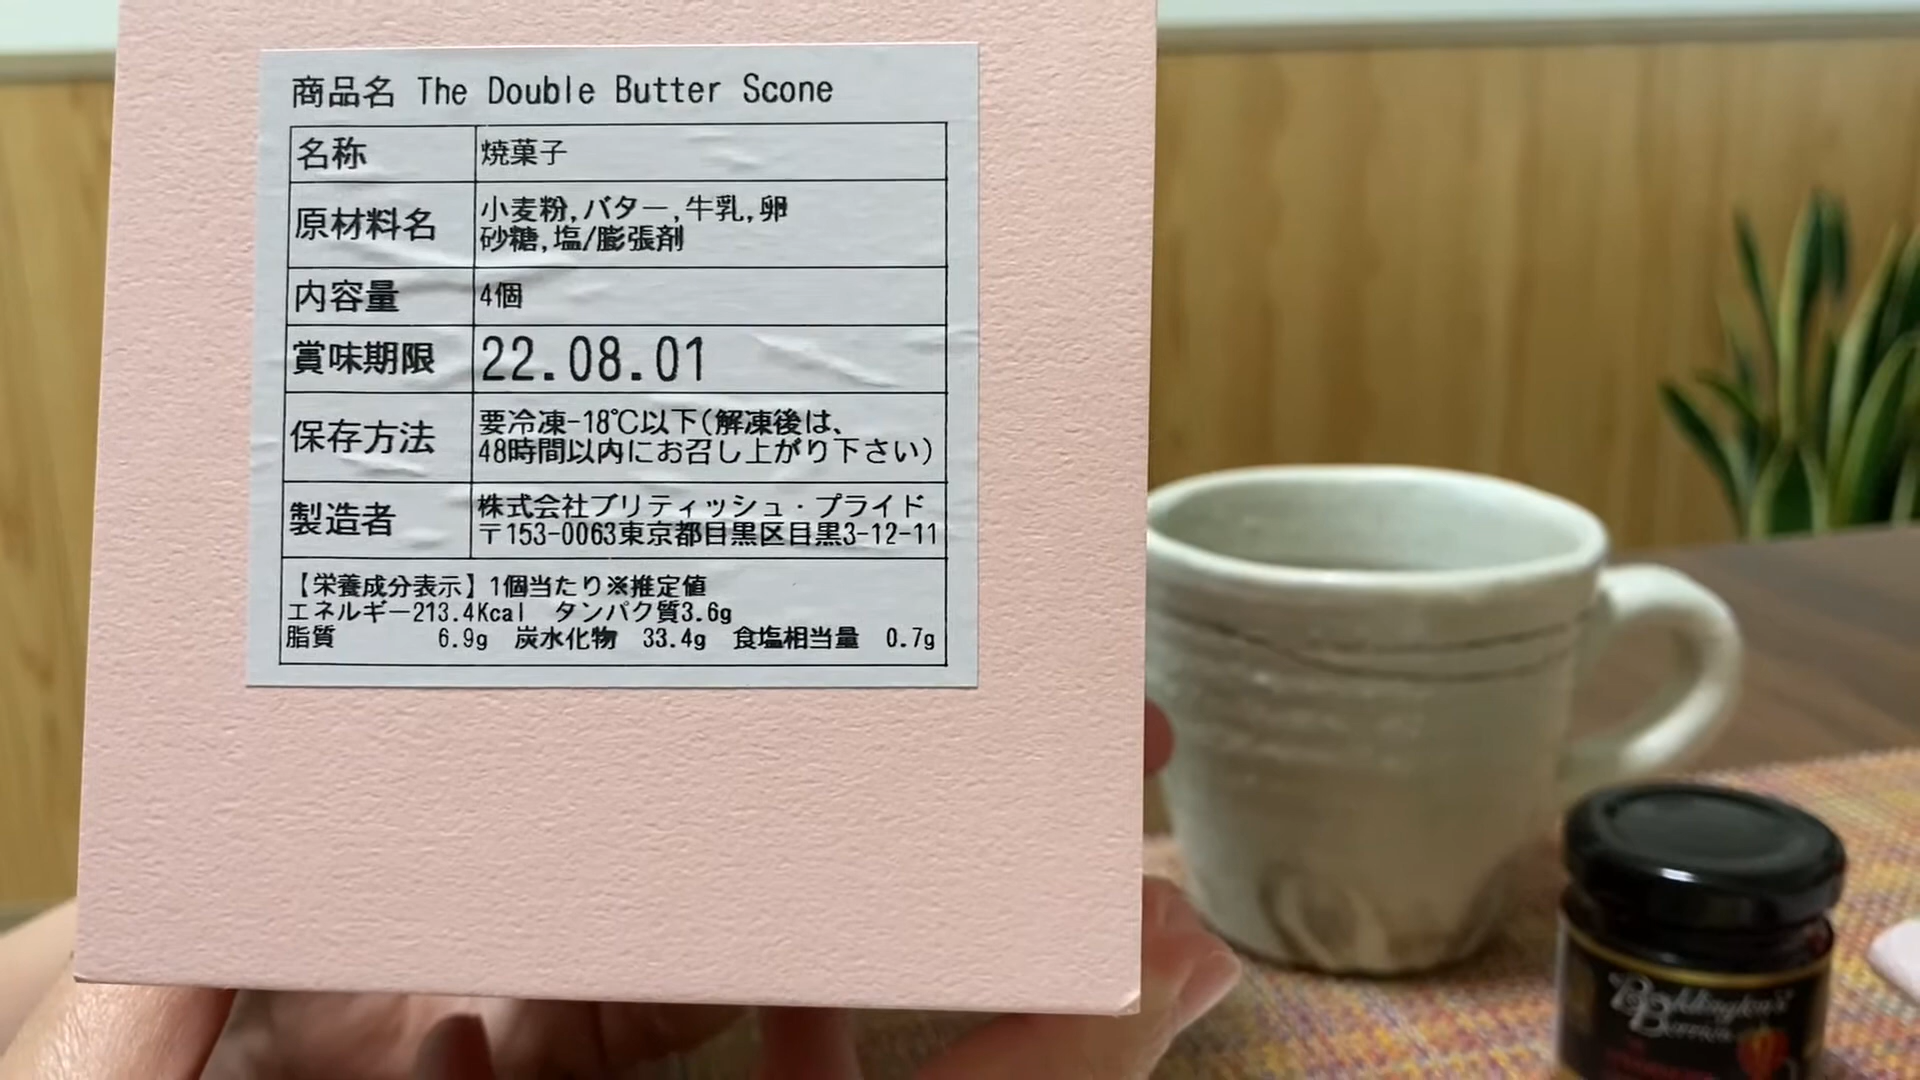 商品名 The Double Butter Scone
名称 焼菓子
原材料名 小麦粉,バター,牛乳,卵
砂糖,塩/膨張剤
内容量 4個
賞味期限 22.08.01
保存方法 要冷凍-18℃以下(解凍後は、
48時間以内にお召し上がり下さい)
製造者 株式会社ブリティッシュ・プライド
〒153-0063東京都目黒区目黒3-12-11
【栄養成分表示】1個当たり※推定値
エネルギー213.4Kcal タンパク質3.6g
脂質 6.9g 炭水化物 33.4g 食塩相当量 0.7g
Boddington's
Berries